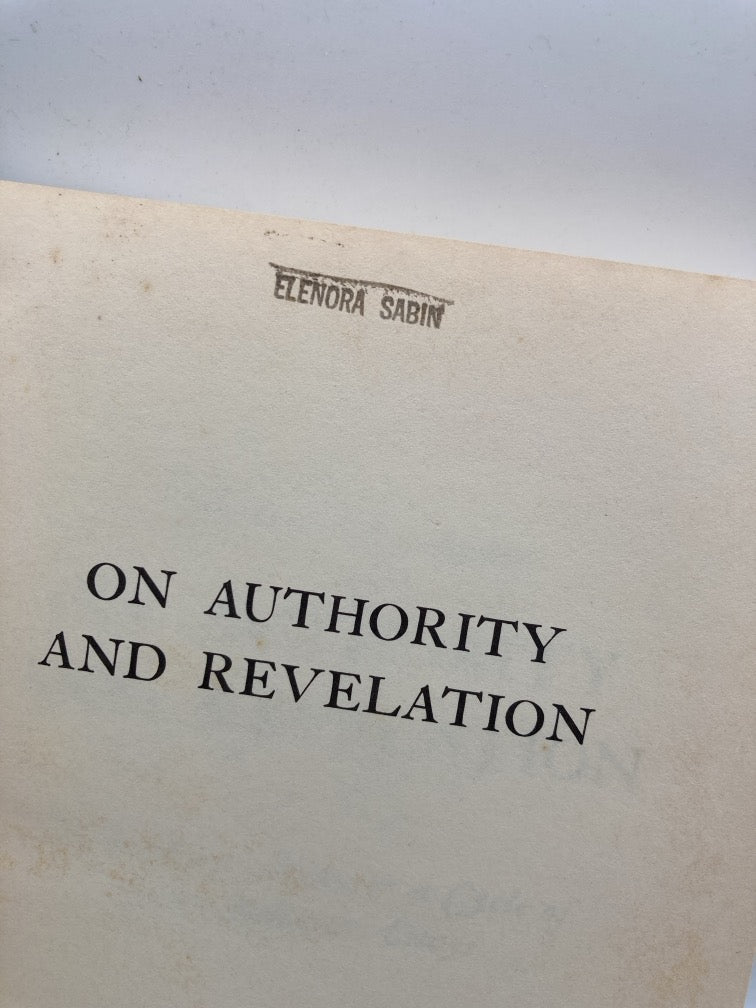 ELENORA SABIN
ON AUTHORITY
AND REVELATION